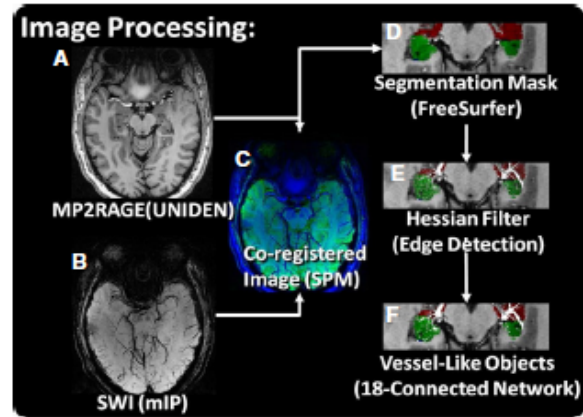 Image Processing:
A
MP2RAGE(UNIDEN)
B
SWI (mIP)
C
Co-registered
Image (SPM)
D
Segmentation Mask
(FreeSurfer)
E
Hessian Filter
(Edge Detection)
F
Vessel-Like Objects
(18-Connected Network)